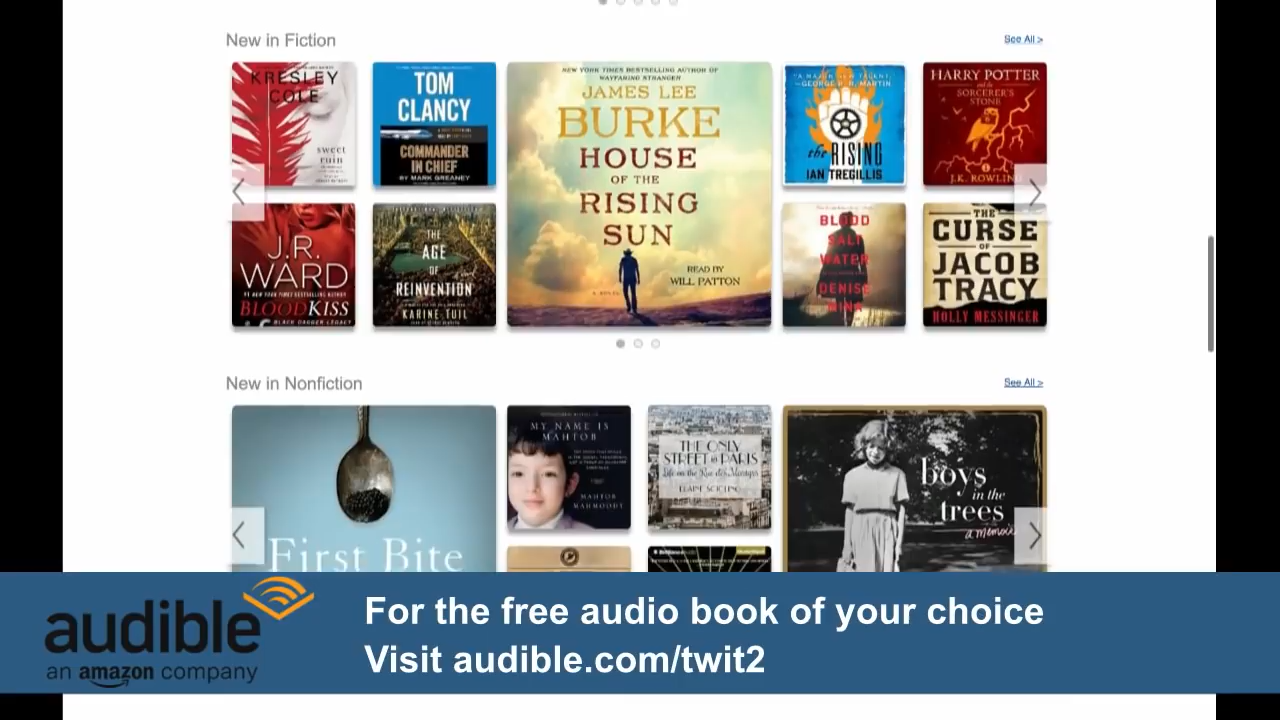 New in Fiction
See All >
KRESLEY
COLE
sweet
ruin
TOM
CLANCY
COMMANDER
IN CHIEF
BY MARK GREANEY
NEW YORK TIMES BESTSELLING AUTHOR OF
WAYFARING STRANGER
JAMES LEE
BURKE
HOUSE
OF THE
RISING
SUN
READ BY
WILL PATTON
A NOVEL
"A MAJOR NEW TALENT."
—GEORGE R. R. MARTIN
the RISING
IAN TREGILLIS
HARRY POTTER
and the
SORCERER'S
STONE
J.K. ROWLING
J.R.
WARD
#1 NEW YORK TIMES BESTSELLING AUTHOR
BLOOD KISS
BLACK DAGGER LEGACY
THE
AGE
OF
REINVENTION
KARINE TUIL
BLOOD
SALT
WATER
DENISE
MINA
THE
CURSE
OF
JACOB
TRACY
HOLLY MESSINGER
New in Nonfiction
See All >
First Bite
MY NAME IS
MAHTOB
MAHTOB
MAHMOODY
THE ONLY
STREET IN PARIS
Life on the Rue des Martyrs
ELAINE SCIOLINO
boys
in the
trees
a memoir
audible
an amazon company
For the free audio book of your choice
Visit audible.com/twit2